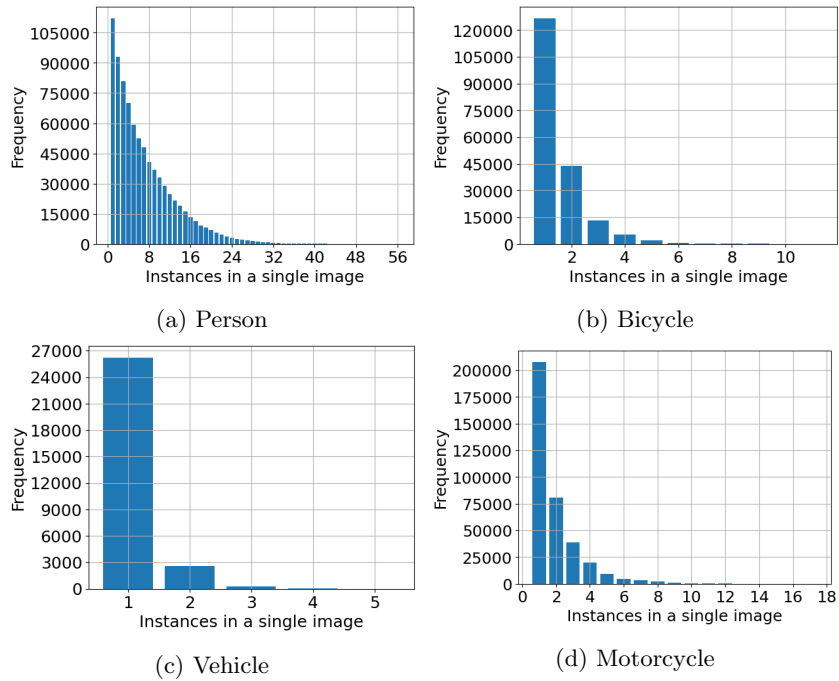 105000
90000
75000
60000
45000
30000
15000
0
Frequency
0 8 16 24 32 40 48 56
Instances in a single image
(a) Person
120000
105000
90000
75000
60000
45000
30000
15000
0
Frequency
2 4 6 8 10
Instances in a single image
(b) Bicycle
27000
24000
21000
18000
15000
12000
9000
6000
3000
0
Frequency
1 2 3 4 5
Instances in a single image
(c) Vehicle
200000
175000
150000
125000
100000
75000
50000
25000
0
Frequency
0 2 4 6 8 10 12 14 16 18
Instances in a single image
(d) Motorcycle